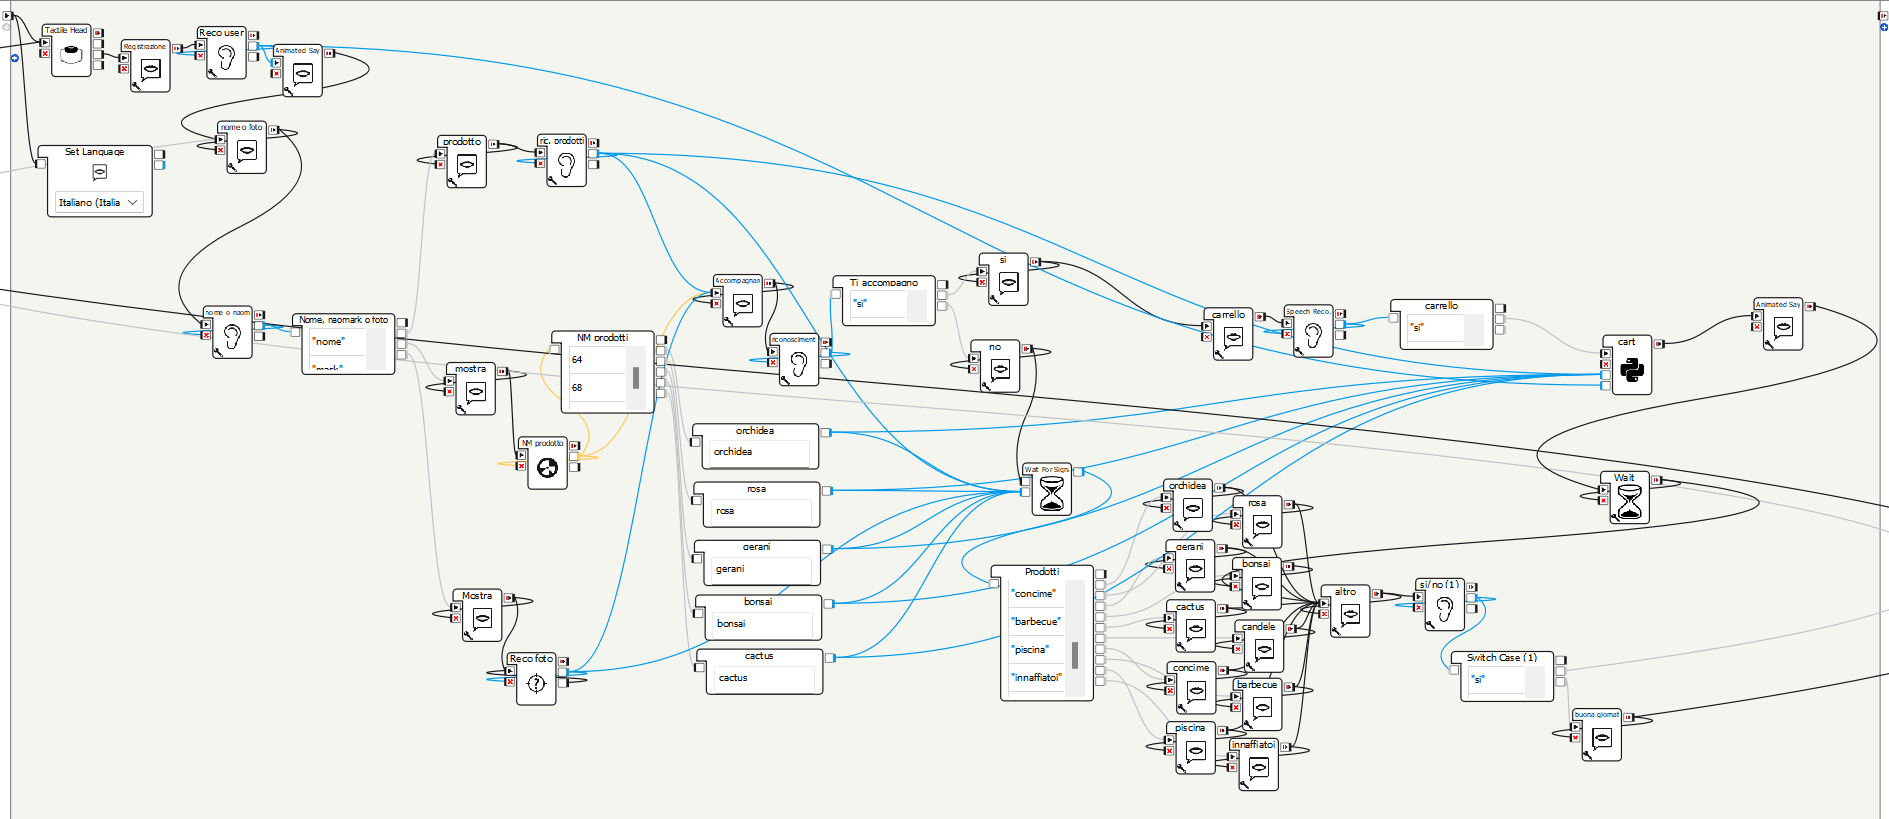 Tactile Head
Registrazione
Reco user
Animated Say
nome o foto
Set Language
Italiano (Italia
prodotto
ric. prodotti
nome o naom
Nome, naomark o foto
"nome"
"mark"
mostra
NM prodotto
NM prodotti
64
68
Accompagnan
riconosciment
Ti accompagno
"si"
si
no
carrello
Speech Reco.
carrello
"si"
cart
Animated Say
Wait
orchidea
orchidea
rosa
rosa
gerani
gerani
bonsai
bonsai
cactus
cactus
Wait For Sign
Mostra
Reco foto
Prodotti
"concime"
"barbecue"
"piscina"
"innaffiatoi"
orchidea
rosa
gerani
bonsai
cactus
candele
concime
barbecue
piscina
innaffiatoi
altro
si/no (1)
Switch Case (1)
"si"
buona giornat